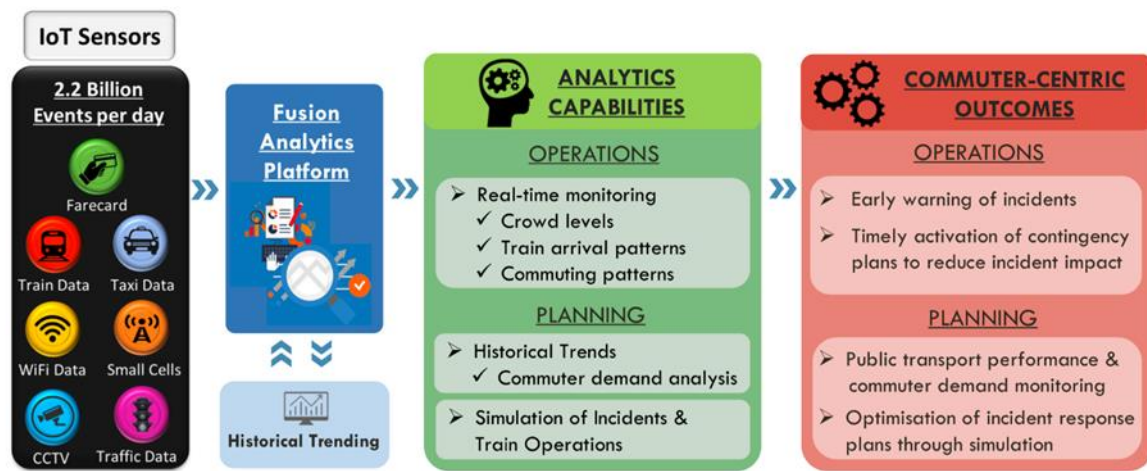 IoT Sensors
2.2 Billion
Events per day
Farecard
Train Data
Taxi Data
WiFi Data
Small Cells
CCTV
Traffic Data
Fusion
Analytics
Platform
Historical Trending
ANALYTICS
CAPABILITIES
OPERATIONS
➤ Real-time monitoring
✓ Crowd levels
✓ Train arrival patterns
✓ Commuting patterns
PLANNING
➤ Historical Trends
✓ Commuter demand analysis
➤ Simulation of Incidents &
Train Operations
COMMUTER-CENTRIC
OUTCOMES
OPERATIONS
➤ Early warning of incidents
➤ Timely activation of contingency
plans to reduce incident impact
PLANNING
➤ Public transport performance &
commuter demand monitoring
➤ Optimisation of incident response
plans through simulation